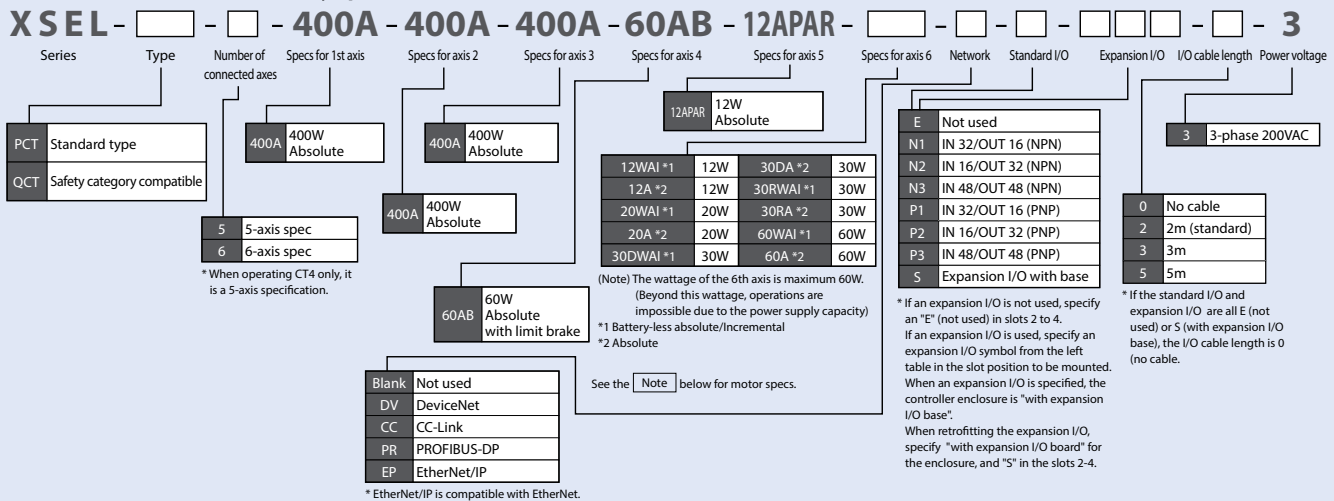 XSEL - - - 400A - 400A - 400A - 60AB - 12APAR - - - - - - 3
Series Type Number of connected axes Specs for 1st axis Specs for axis 2 Specs for axis 3 Specs for axis 4 Specs for axis 5 Specs for axis 6 Network Standard I/O Expansion I/O I/O cable length Power voltage
PCT Standard type
QCT Safety category compatible
5 5-axis spec
6 6-axis spec
* When operating CT4 only, it
is a 5-axis specification.
400A 400W
Absolute
400A 400W
Absolute
400A 400W
Absolute
60AB 60W
Absolute
with limit brake
12APAR 12W
Absolute
12WAI *1 12W 30DA *2 30W
12A *2 12W 30RWAI *1 30W
20WAI *1 20W 30RA *2 30W
20A *2 20W 60WAI *1 60W
30DWAI *1 30W 60A *2 60W
(Note) The wattage of the 6th axis is maximum 60W.
(Beyond this wattage, operations are
impossible due to the power supply capacity)
*1 Battery-less absolute/Incremental
*2 Absolute
See the Note below for motor specs.
Blank Not used
DV DeviceNet
CC CC-Link
PR PROFIBUS-DP
EP EtherNet/IP
* EtherNet/IP is compatible with EtherNet.
E Not used
N1 IN 32/OUT 16 (NPN)
N2 IN 16/OUT 32 (NPN)
N3 IN 48/OUT 48 (NPN)
P1 IN 32/OUT 16 (PNP)
P2 IN 16/OUT 32 (PNP)
P3 IN 48/OUT 48 (PNP)
S Expansion I/O with base
* If an expansion I/O is not used, specify
an "E" (not used) in slots 2 to 4.
If an expansion I/O is used, specify an
expansion I/O symbol from the left
table in the slot position to be mounted.
When an expansion I/O is specified, the
controller enclosure is "with expansion
I/O base".
When retrofitting the expansion I/O,
specify "with expansion I/O board" for
the enclosure, and "S" in the slots 2-4.
0 No cable
2 2m (standard)
3 3m
5 5m
* If the standard I/O and
expansion I/O are all E (not
used) or S (with expansion I/O
base), the I/O cable length is 0
(no cable.
3 3-phase 200VAC